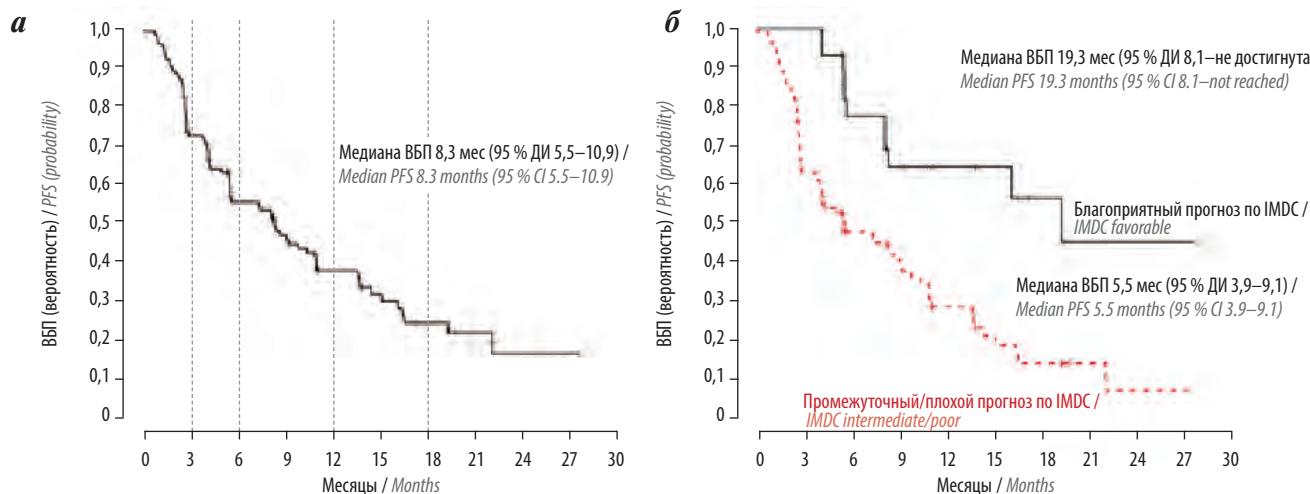 а
ВБП (вероятность) / PFS (probability)
1,0
0,9
0,8
0,7
0,6
0,5
0,4
0,3
0,2
0,1
0
Медиана ВБП 8,3 мес (95 % ДИ 5,5–10,9) /
Median PFS 8.3 months (95 % CI 5.5–10.9)
0 3 6 9 12 15 18 21 24 27 30
Месяцы / Months
б
ВБП (вероятность) / PFS (probability)
1,0
0,9
0,8
0,7
0,6
0,5
0,4
0,3
0,2
0,1
0
Медиана ВБП 19,3 мес (95 % ДИ 8,1–не достигнута
Median PFS 19.3 months (95 % CI 8.1–not reached)
Благоприятный прогноз по IMDC /
IMDC favorable
Медиана ВБП 5,5 мес (95 % ДИ 3,9–9,1) /
Median PFS 5.5 months (95 % CI 3.9–9.1)
Промежуточный/плохой прогноз по IMDC /
IMDC intermediate/poor
0 3 6 9 12 15 18 21 24 27 30
Месяцы / Months